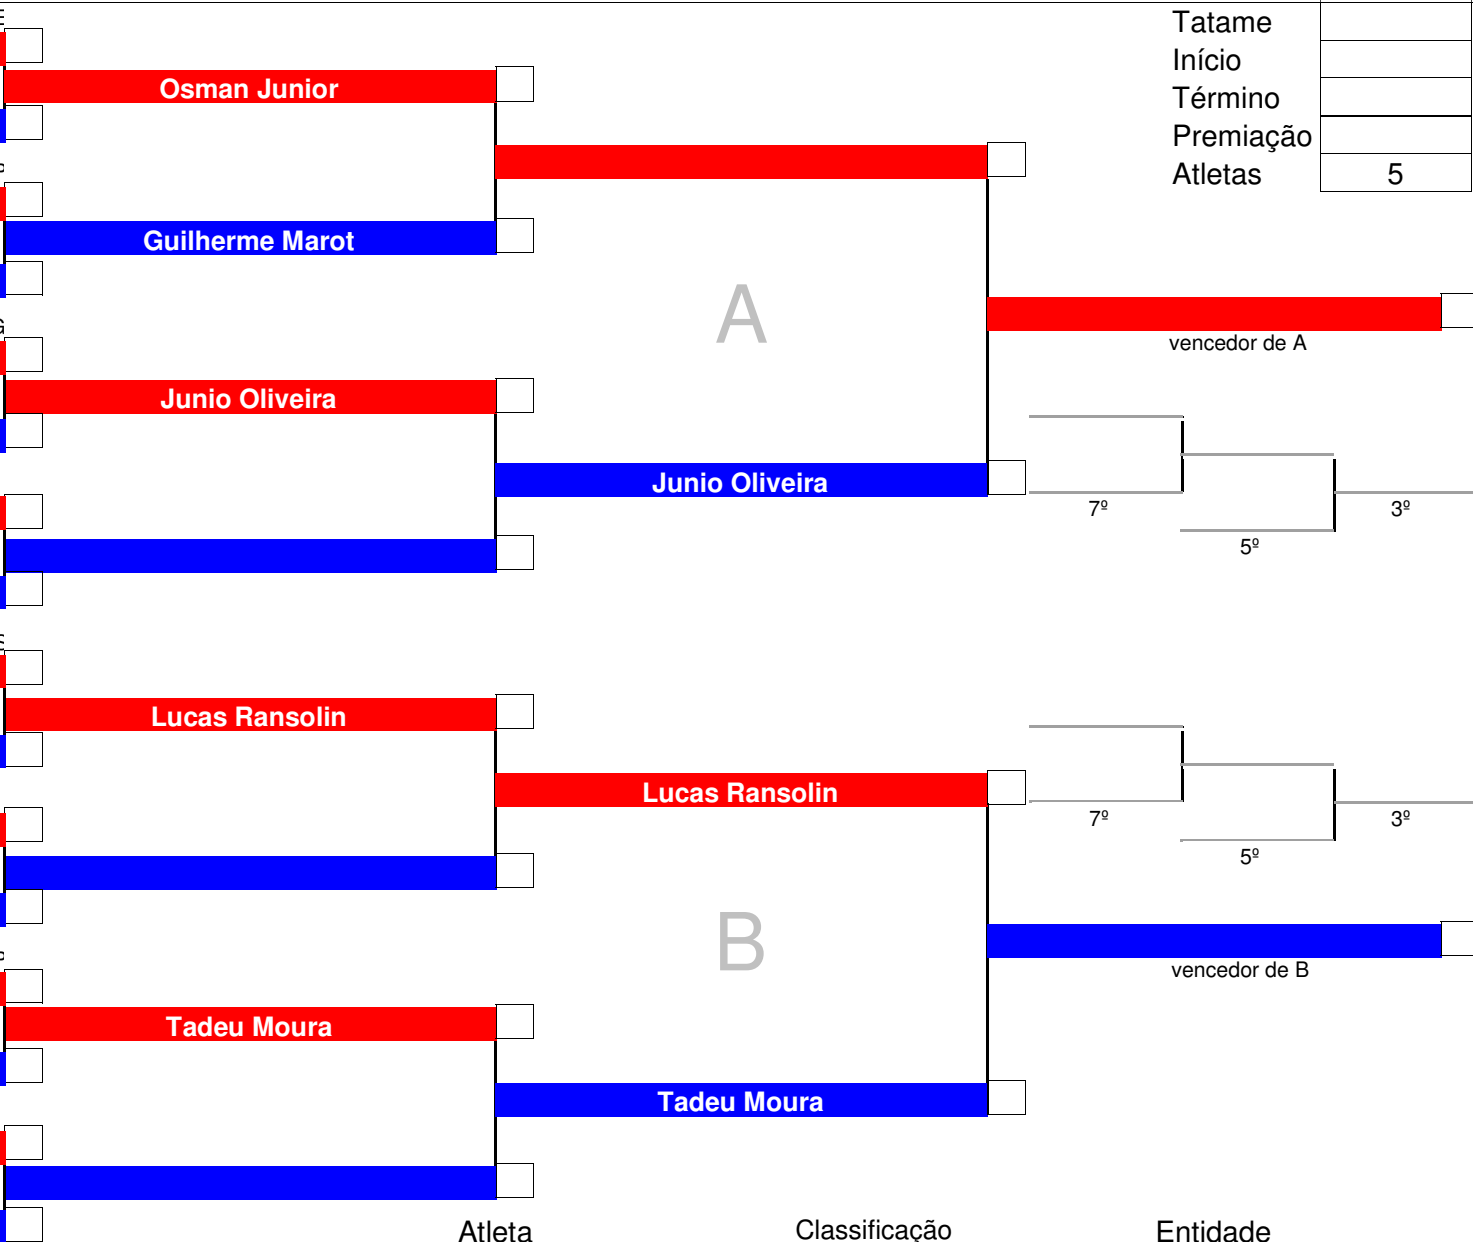 Tatame
Início
Osman Junior
Término
Premiação
Atletas 5
Guilherme Marot
A
vencedor de A
Junio Oliveira
Junio Oliveira
7º
3º
5º
Lucas Ransolin
Lucas Ransolin
7º
3º
5º
B
vencedor de B
Tadeu Moura
Tadeu Moura
Atleta Classificação Entidade